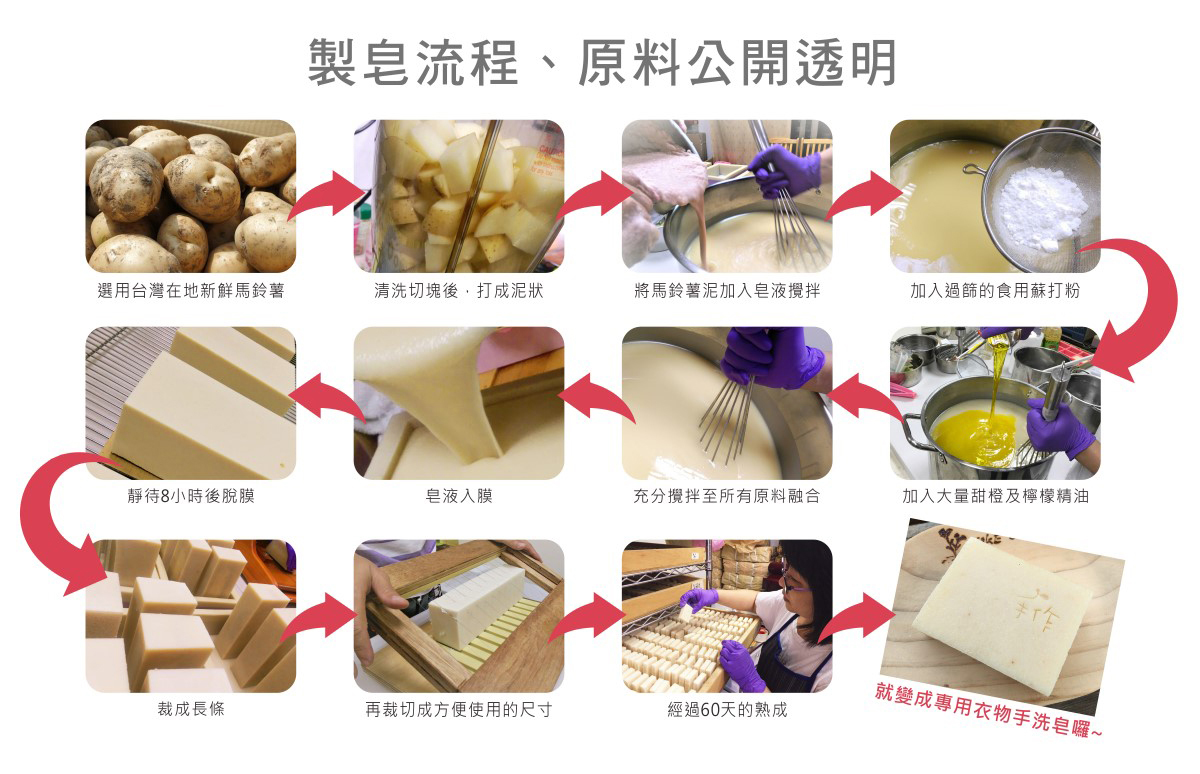 製皂流程、原料公開透明
選用台灣在地新鮮馬鈴薯
清洗切塊後,打成泥狀
將馬鈴薯泥加入皂液攪拌
加入過篩的食用蘇打粉
加入大量甜橙及檸檬精油
充分攪拌至所有原料融合
皂液入膜
靜待8小時後脫膜
裁成長條
再裁切成方便使用的尺寸
經過60天的熟成
手作
就變成專用衣物手洗皂囉~